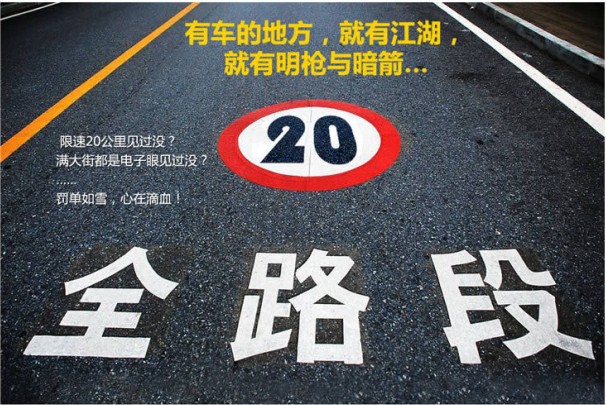 有车的地方，就有江湖，
就有明枪与暗箭...
20
限速20公里见过没？
满大街都是电子眼见过没？
......
罚单如雪，心在滴血！
全路段